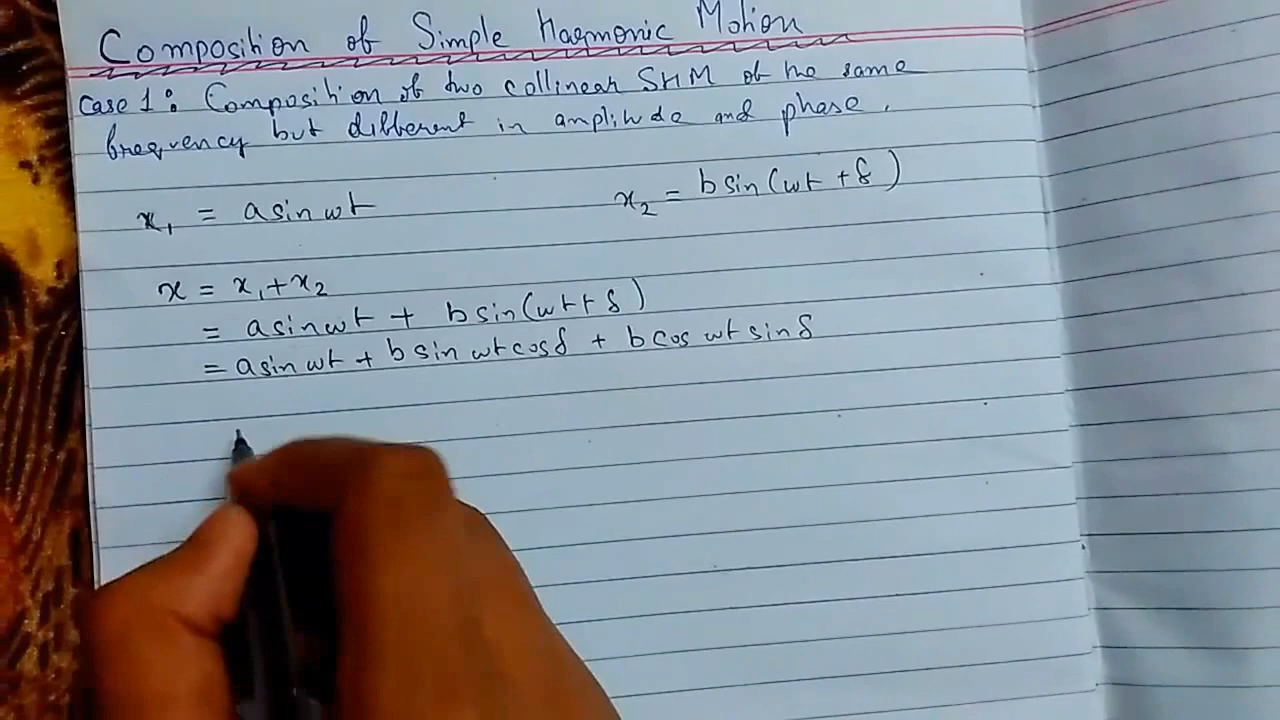 Composition of Simple Harmonic Motion
Case 1: Composition of two collinear SHM of the same
frequency but different in amplitude and phase.
x₁ = a sin ωt
x₂ = b sin(ωt + δ)
x = x₁ + x₂
= a sin ωt + b sin(ωt + δ)
= a sin ωt + b sin ωt cos δ + b cos ωt sin δ